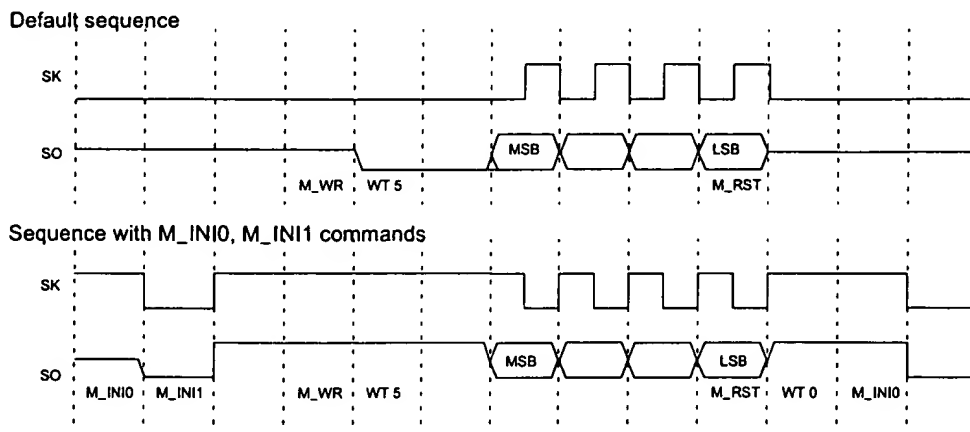 Default sequence
SK
SO MSB LSB
M_WR WT 5 M_RST
Sequence with M_INI0, M_INI1 commands
SK
SO MSB LSB
M_INI0 M_INI1 M_WR WT 5 M_RST WT 0 M_INI0